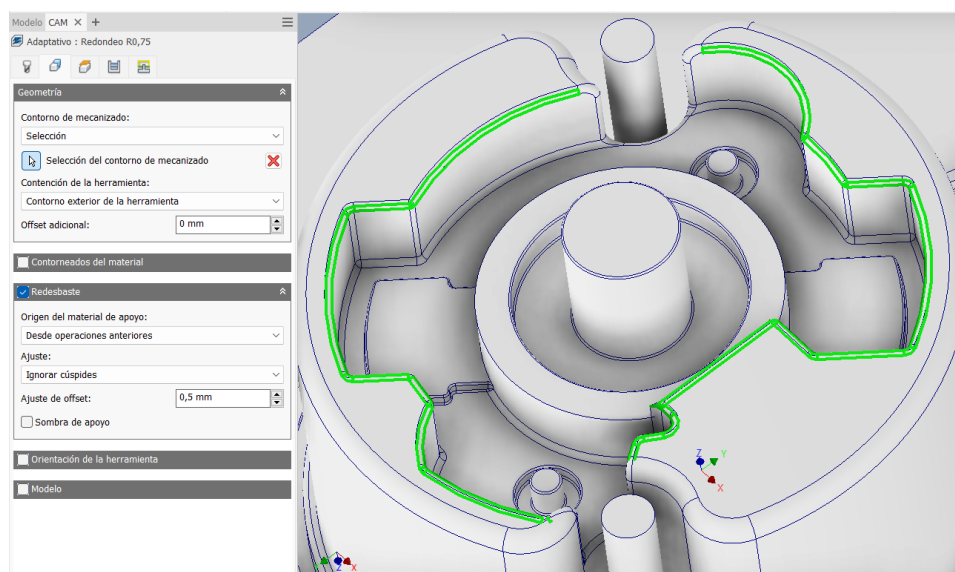 Modelo CAM × +
Adaptativo : Redondeo R0,75
Geometría
Contorno de mecanizado:
Selección
Selección del contorno de mecanizado
Contención de la herramienta:
Contorno exterior de la herramienta
Offset adicional: 0 mm
Contorneados del material
Redesbaste
Origen del material de apoyo:
Desde operaciones anteriores
Ajuste:
Ignorar cúspides
Ajuste de offset: 0,5 mm
Sombra de apoyo
Orientación de la herramienta
Modelo
Z
Y
X
Z
X